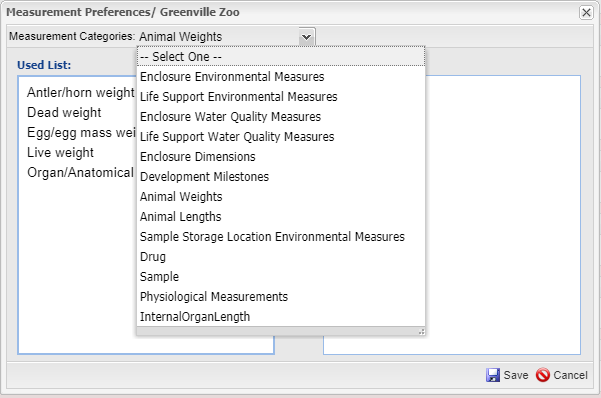 Measurement Preferences/ Greenville Zoo
Measurement Categories: Animal Weights
-- Select One --
Enclosure Environmental Measures
Life Support Environmental Measures
Enclosure Water Quality Measures
Life Support Water Quality Measures
Enclosure Dimensions
Development Milestones
Animal Weights
Animal Lengths
Sample Storage Location Environmental Measures
Drug
Sample
Physiological Measurements
InternalOrganLength
Used List:
Antler/horn weight
Dead weight
Egg/egg mass wei
Live weight
Organ/Anatomical
Save Cancel